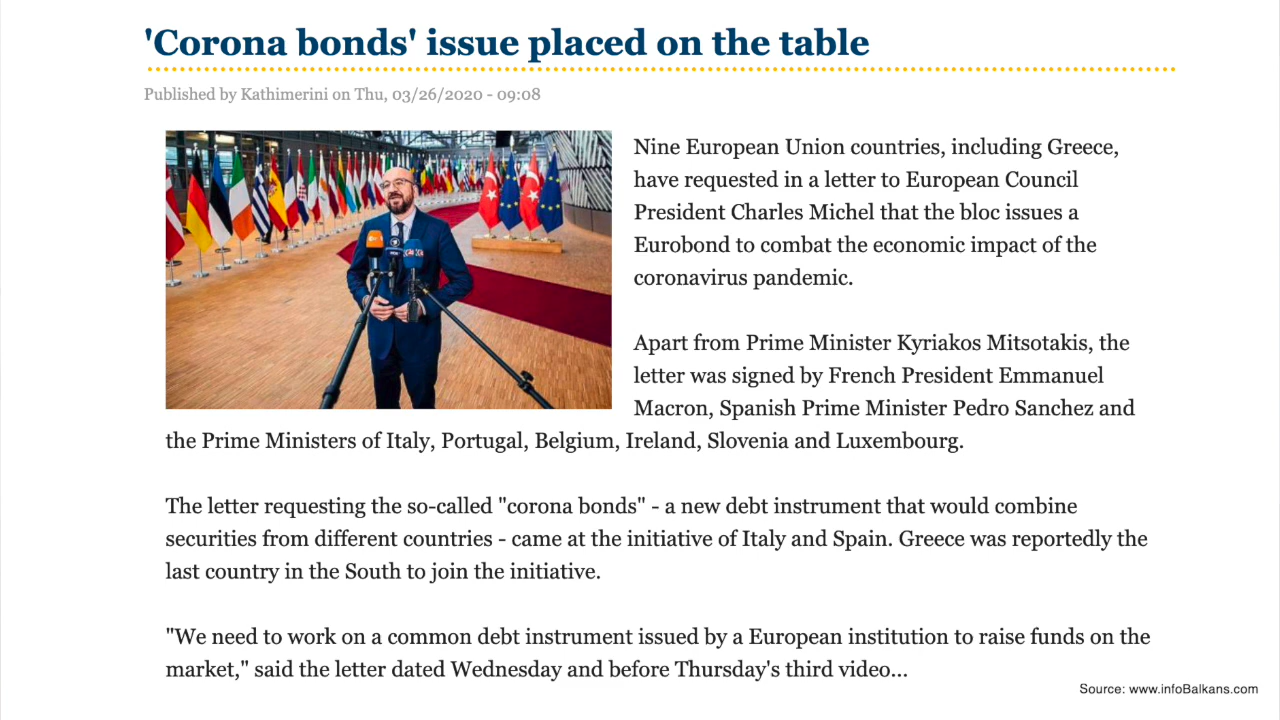 'Corona bonds' issue placed on the table
Published by Kathimerini on Thu, 03/26/2020 - 09:08
Nine European Union countries, including Greece,
have requested in a letter to European Council
President Charles Michel that the bloc issues a
Eurobond to combat the economic impact of the
coronavirus pandemic.
Apart from Prime Minister Kyriakos Mitsotakis, the
letter was signed by French President Emmanuel
Macron, Spanish Prime Minister Pedro Sanchez and
the Prime Ministers of Italy, Portugal, Belgium, Ireland, Slovenia and Luxembourg.
The letter requesting the so-called "corona bonds" - a new debt instrument that would combine
securities from different countries - came at the initiative of Italy and Spain. Greece was reportedly the
last country in the South to join the initiative.
"We need to work on a common debt instrument issued by a European institution to raise funds on the
market," said the letter dated Wednesday and before Thursday's third video...
Source: www.infoBalkans.com